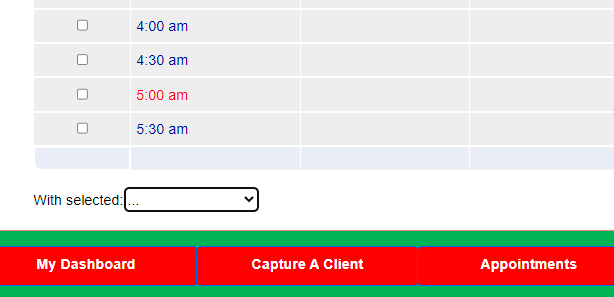 4:00 am
4:30 am
5:00 am
5:30 am
With selected: ...
My Dashboard Capture A Client Appointments